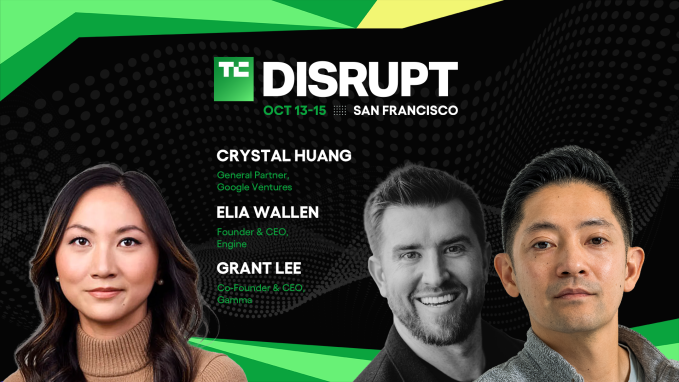 TC DISRUPT
OCT 13-15 SAN FRANCISCO
CRYSTAL HUANG
General Partner,
Google Ventures
ELIA WALLEN
Founder & CEO,
Engine
GRANT LEE
Co-Founder & CEO,
Gamma